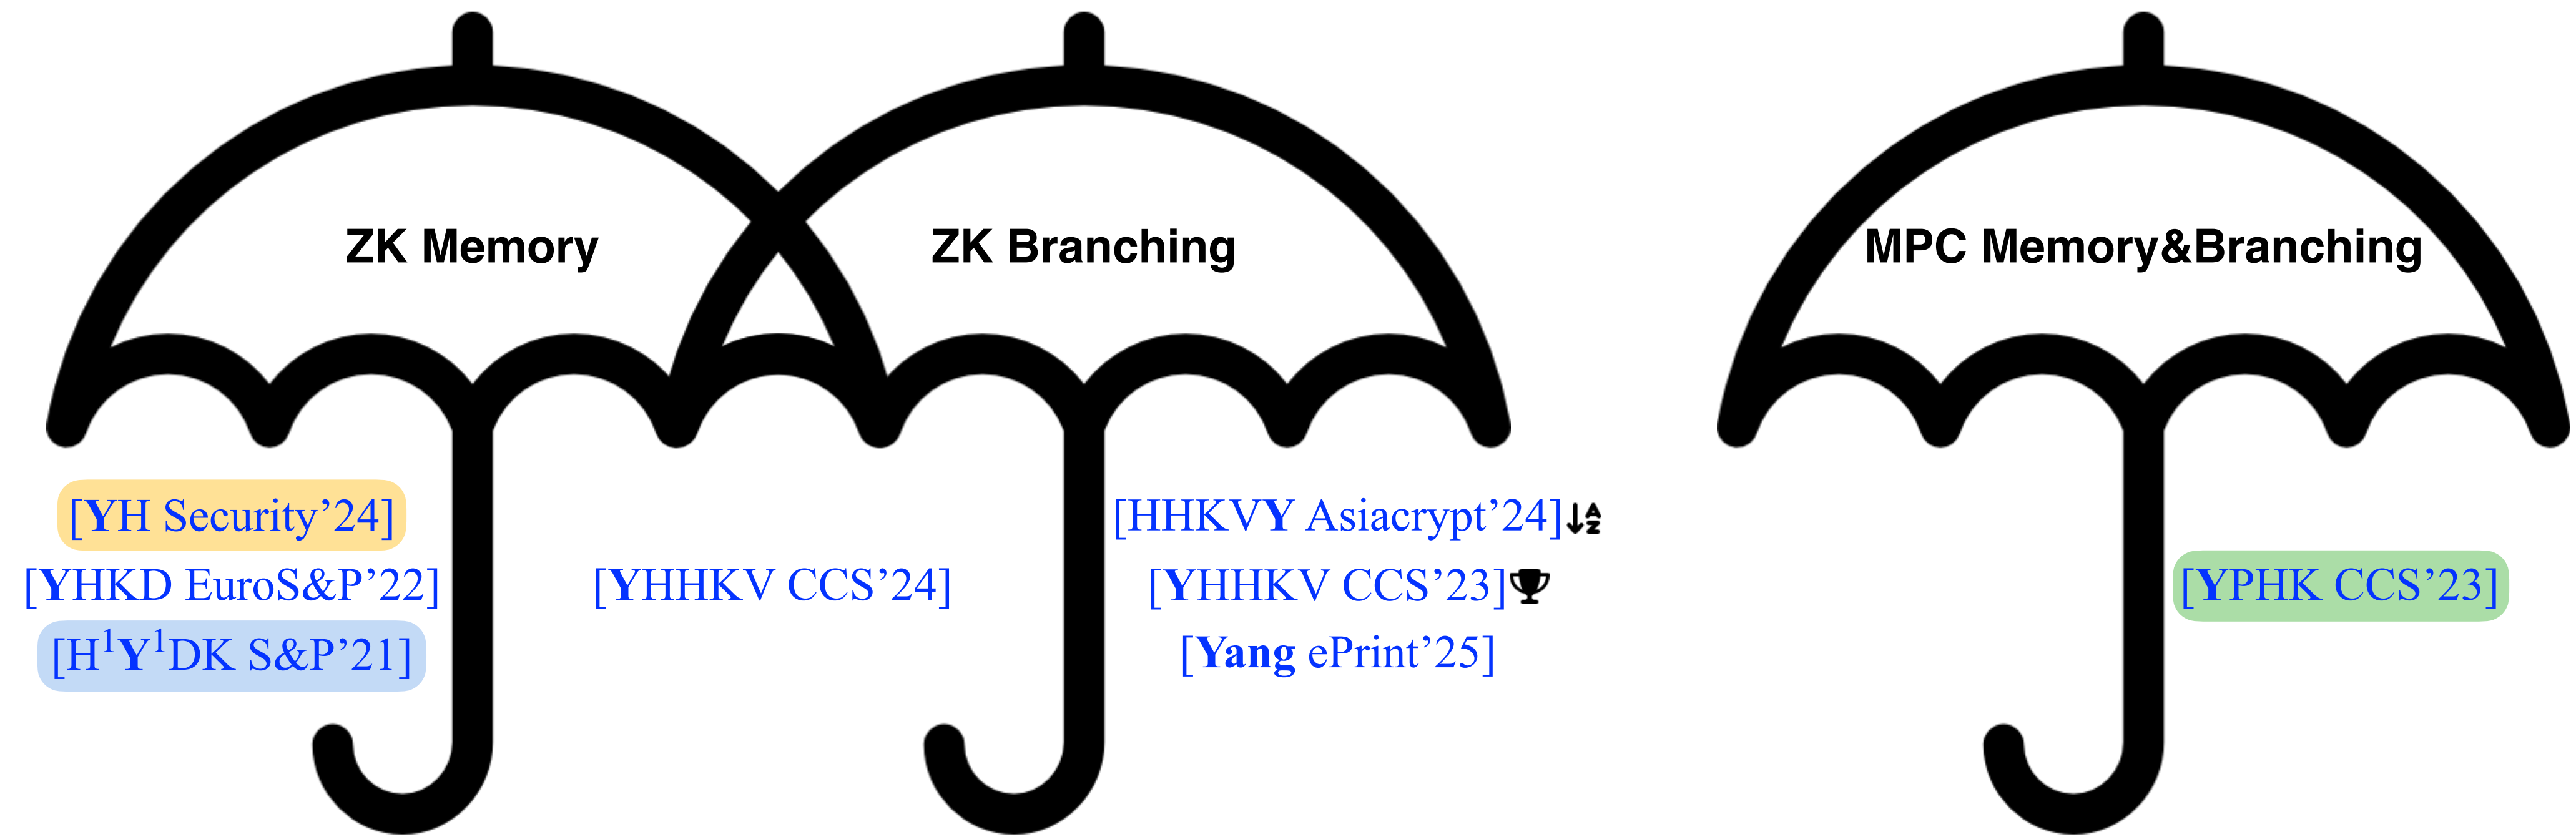 ZK Memory
ZK Branching
MPC Memory&Branching
[YH Security’24]
[YHKD EuroS&P’22]
[H¹Y¹DK S&P’21]
[YHHKV CCS’24]
[HHKVY Asiacrypt’24] AZ
[YHHKV CCS’23]
[Yang ePrint’25]
[YPHK CCS’23]